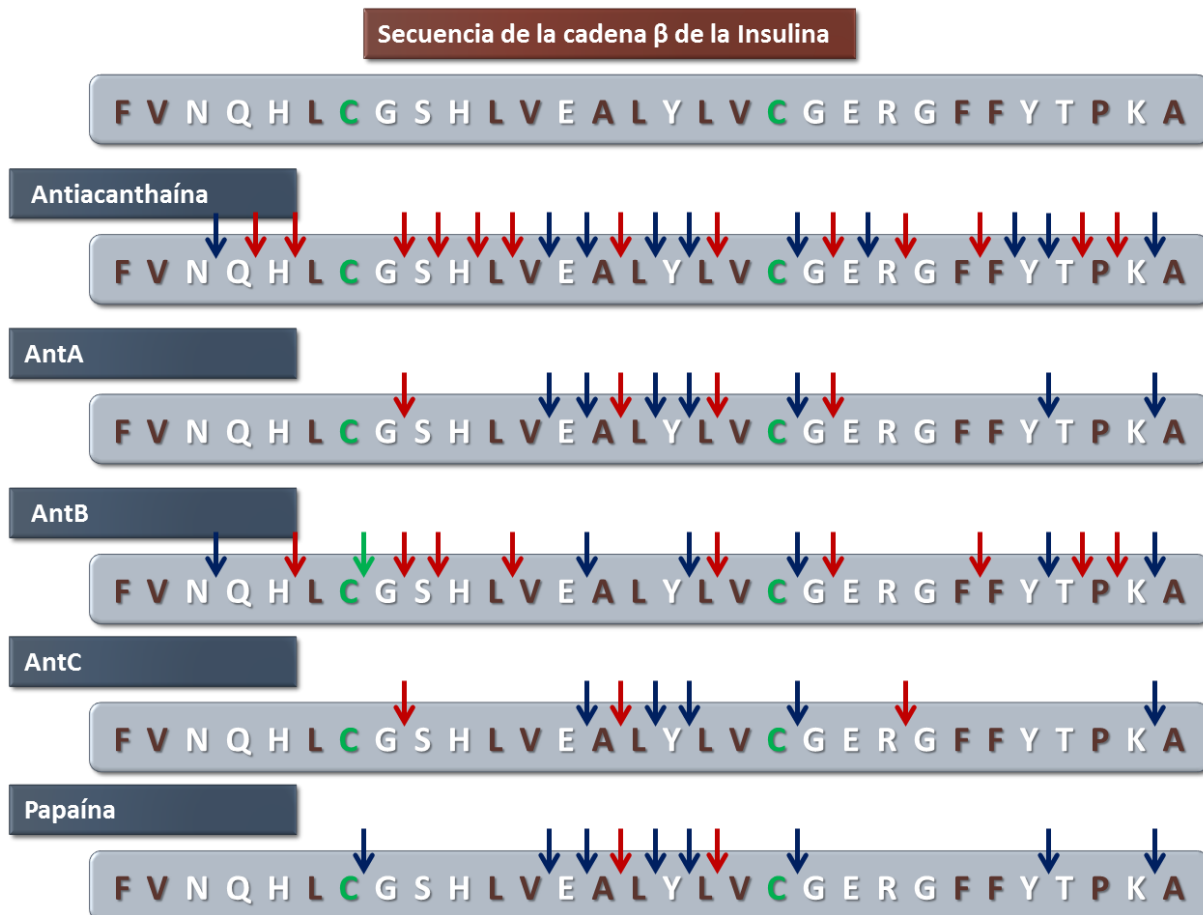 Secuencia de la cadena β de la Insulina
F V N Q H L C G S H L V E A L Y L V C G E R G F F Y T P K A
Antiacanthaína
F V N Q H L C G S H L V E A L Y L V C G E R G F F Y T P K A
AntA
F V N Q H L C G S H L V E A L Y L V C G E R G F F Y T P K A
AntB
F V N Q H L C G S H L V E A L Y L V C G E R G F F Y T P K A
AntC
F V N Q H L C G S H L V E A L Y L V C G E R G F F Y T P K A
Papaína
F V N Q H L C G S H L V E A L Y L V C G E R G F F Y T P K A